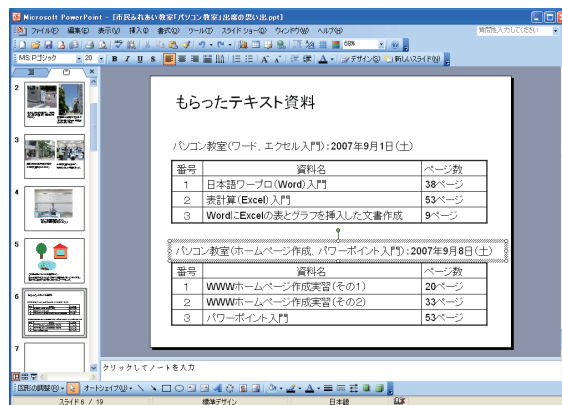 Microsoft PowerPoint - [市民ふれあい教室「パソコン教室」出席の思い出.ppt]
ファイル(F) 編集(E) 表示(V) 挿入(I) 書式(O) ツール(T) スライド ショー(D) ウィンドウ(W) ヘルプ(H) 質問を入力してください
68%
MS Pゴシック 20 B I U S デザイン(S) 新しいスライド(N)
2
3
4
5
6
7
もらったテキスト資料
パソコン教室(ワード、エクセル入門):2007年9月1日(土)
番号 資料名 ページ数
1 日本語ワープロ(Word)入門 38ページ
2 表計算(Excel)入門 53ページ
3 WordにExcelの表とグラフを挿入した文書作成 9ページ
パソコン教室(ホームページ作成、パワーポイント入門):2007年9月8日(土)
番号 資料名 ページ数
1 WWWホームページ作成実習(その1) 20ページ
2 WWWホームページ作成実習(その2) 33ページ
3 パワーポイント入門 53ページ
クリックしてノートを入力
図形の調整(R) オートシェイプ(U)
スライド 6 / 19 標準デザイン 日本語